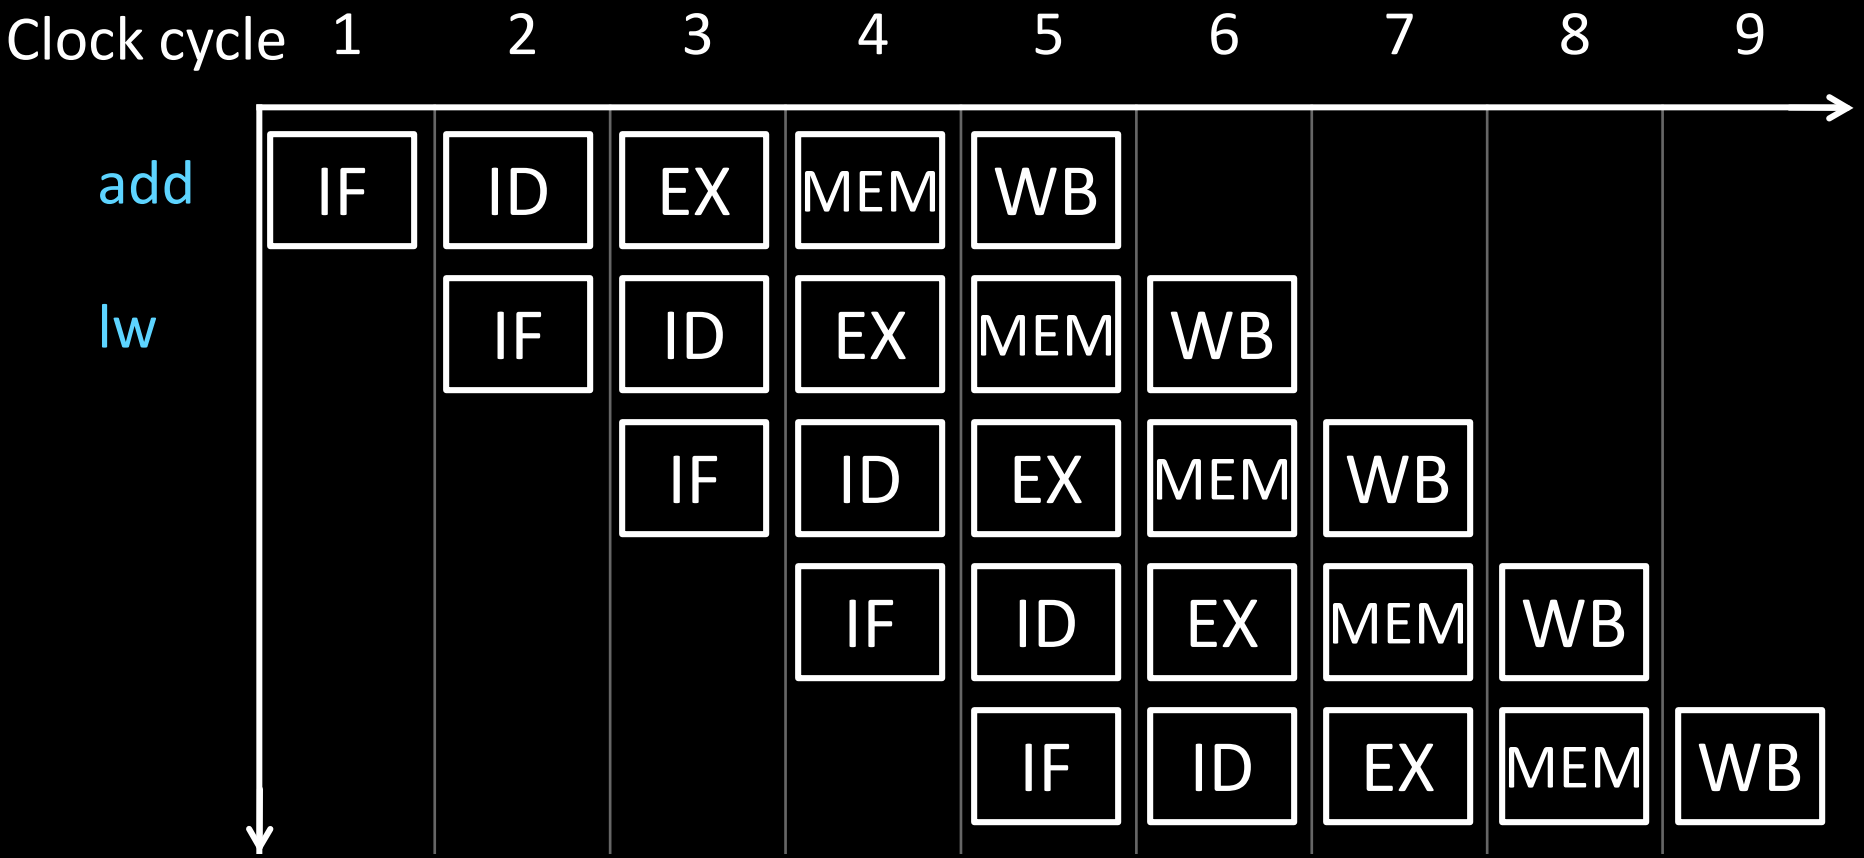 Clock cycle 1 2 3 4 5 6 7 8 9
add IF ID EX MEM WB
lw IF ID EX MEM WB
IF ID EX MEM WB
IF ID EX MEM WB
IF ID EX MEM WB